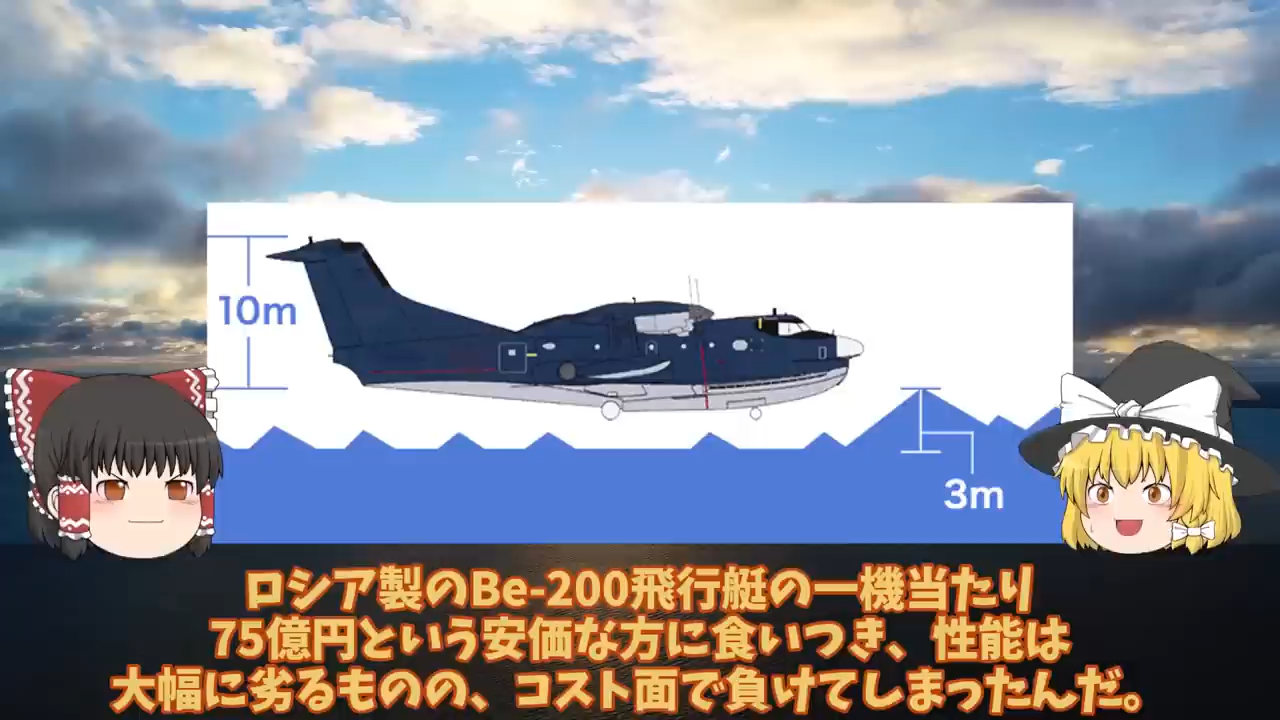 10m
3m
ロシア製のBe-200飛行艇の一機当たり
75億円という安価な方に食いつき、性能は
大幅に劣るものの、コスト面で負けてしまったんだ。